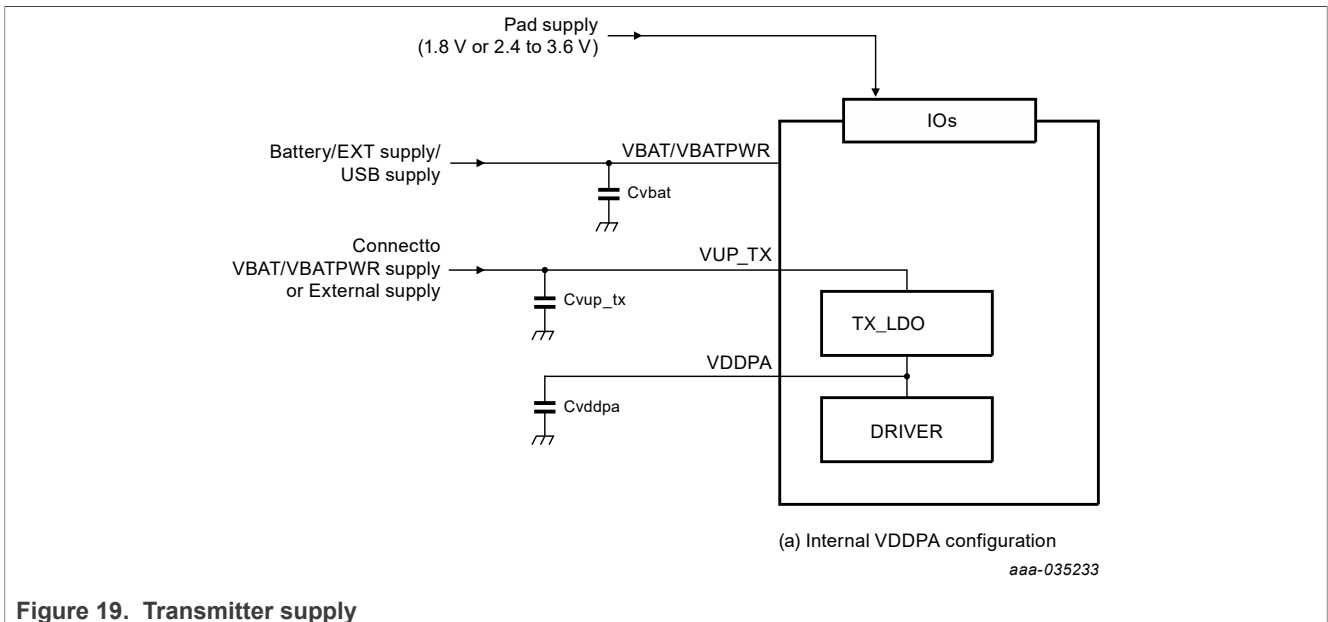 Pad supply
(1.8 V or 2.4 to 3.6 V)
IOs
Battery/EXT supply/
USB supply
VBAT/VBATPWR
Cvbat
Connectto
VBAT/VBATPWR supply
or External supply
VUP_TX
Cvup_tx
TX_LDO
VDDPA
Cvddpa
DRIVER
(a) Internal VDDPA configuration
aaa-035233
Figure 19. Transmitter supply